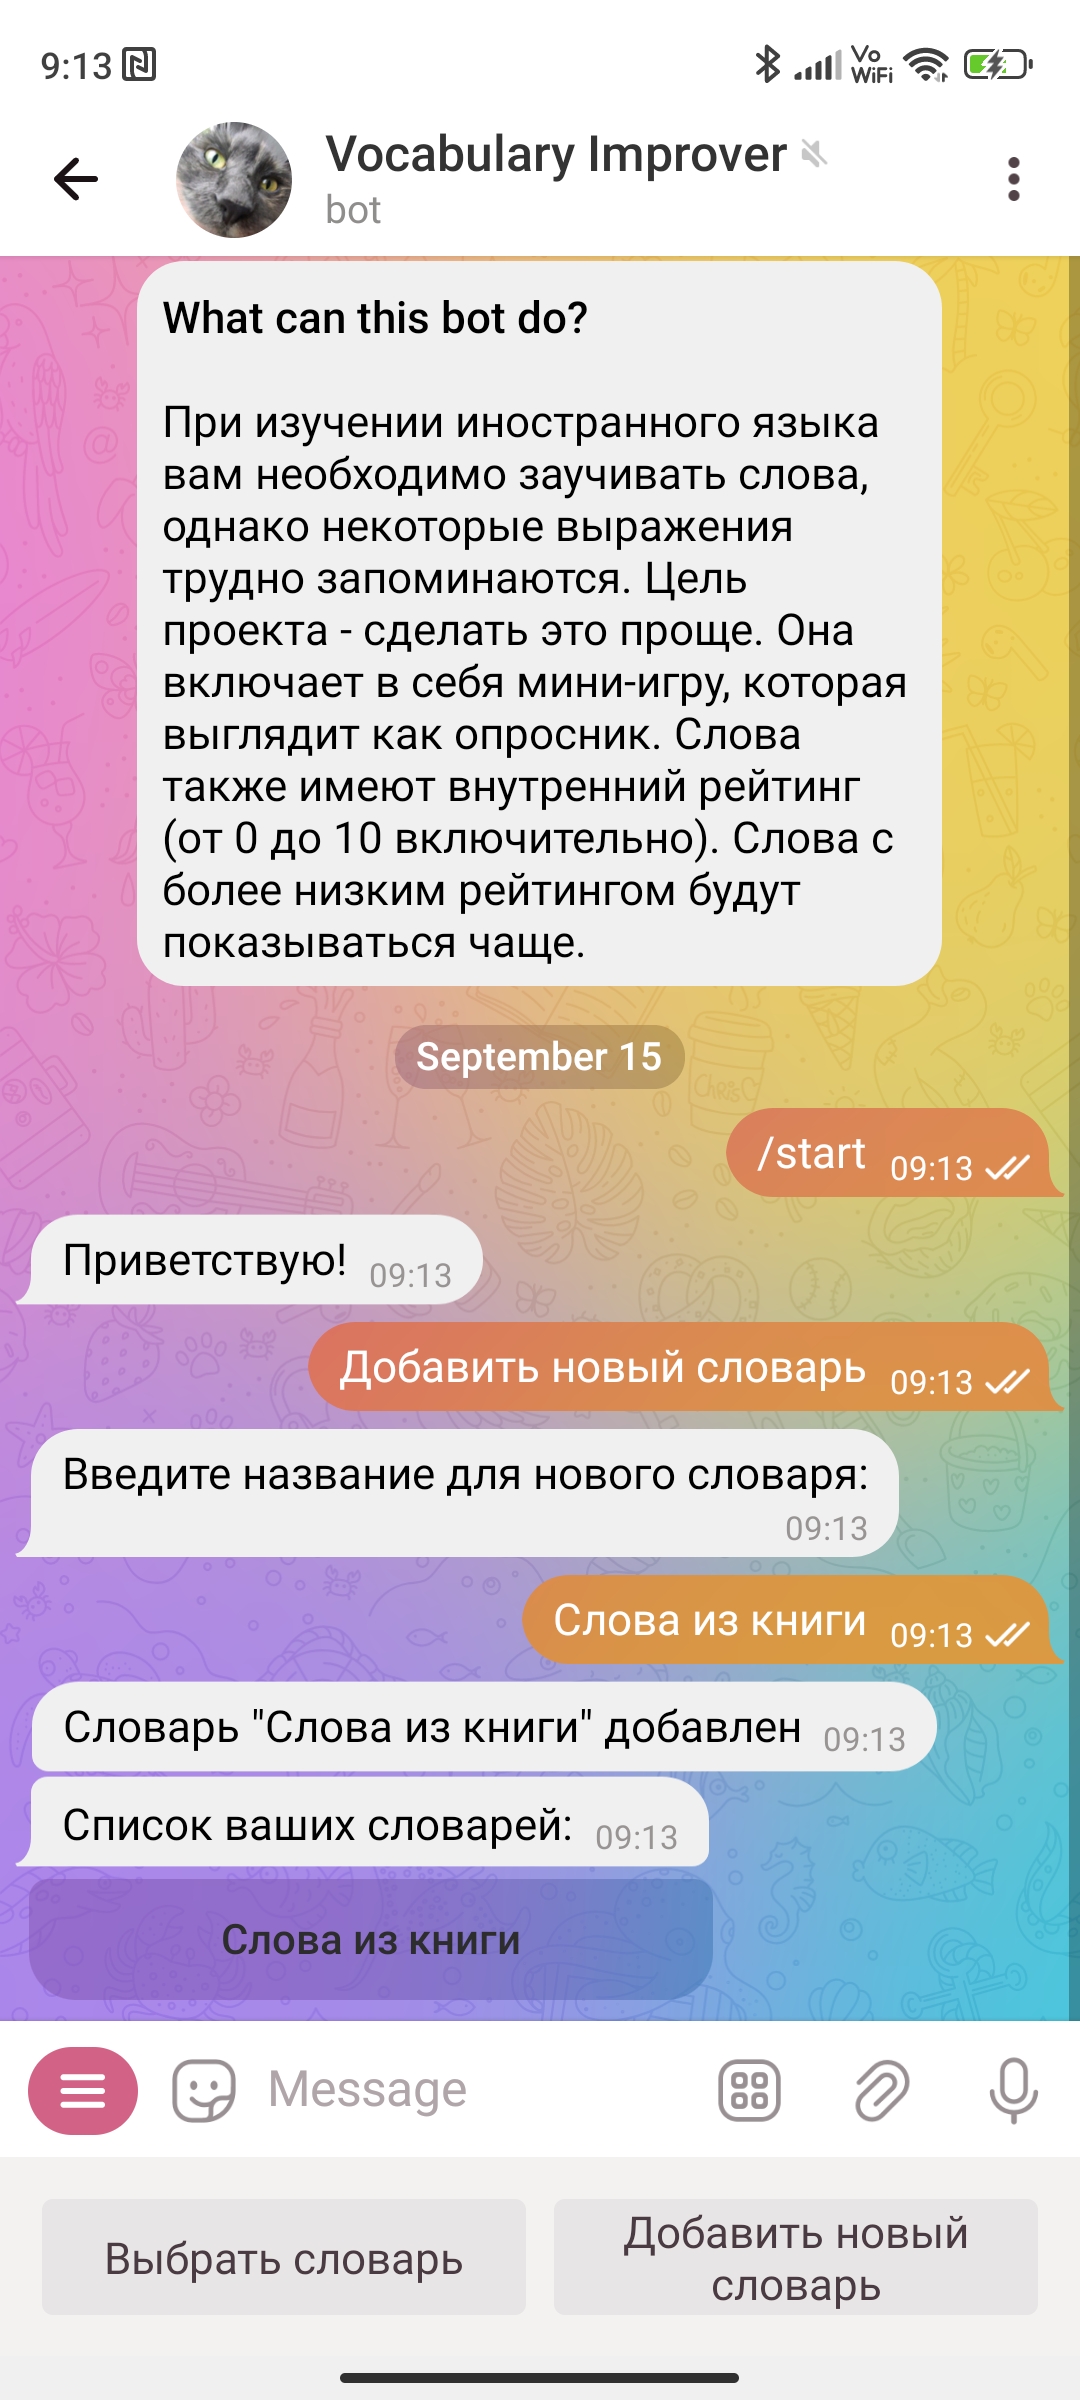 9:13
Vo
WiFi
Vocabulary Improver
bot
What can this bot do?
При изучении иностранного языка
вам необходимо заучивать слова,
однако некоторые выражения
трудно запоминаются. Цель
проекта - сделать это проще. Она
включает в себя мини-игру, которая
выглядит как опросник. Слова
также имеют внутренний рейтинг
(от 0 до 10 включительно). Слова с
более низким рейтингом будут
показываться чаще.
September 15
/start 09:13
Приветствую! 09:13
Добавить новый словарь 09:13
Введите название для нового словаря:
09:13
Слова из книги 09:13
Словарь "Слова из книги" добавлен 09:13
Список ваших словарей: 09:13
Слова из книги
Message
Выбрать словарь
Добавить новый
словарь